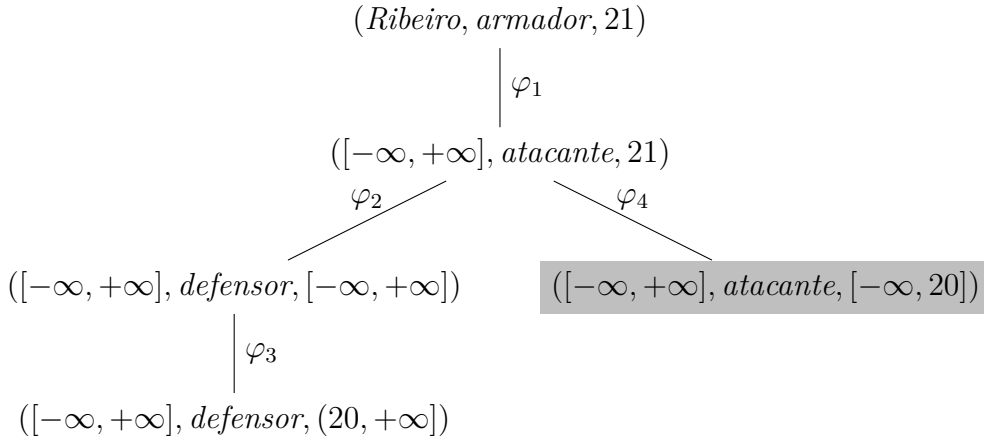 (Ribeiro, armador, 21)
φ₁
([−∞, +∞], atacante, 21)
φ₂ φ₄
([−∞, +∞], defensor, [−∞, +∞]) ([−∞, +∞], atacante, [−∞, 20])
φ₃
([−∞, +∞], defensor, (20, +∞])